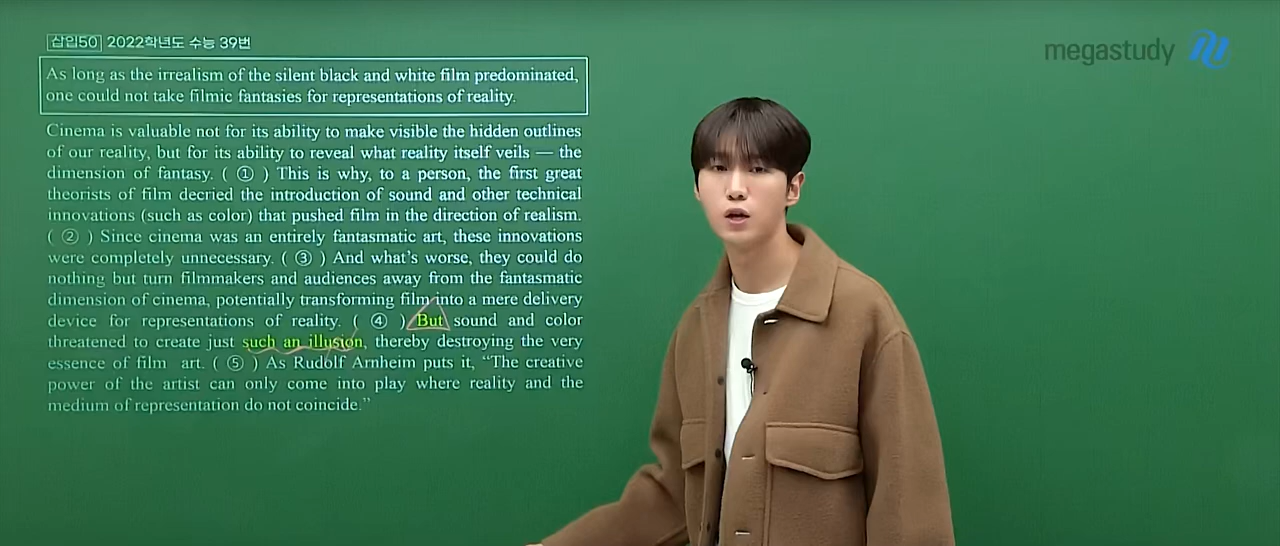 삽입50 2022학년도 수능 39번
megastudy
As long as the irrealism of the silent black and white film predominated,
one could not take filmic fantasies for representations of reality.
Cinema is valuable not for its ability to make visible the hidden outlines
of our reality, but for its ability to reveal what reality itself veils — the
dimension of fantasy. ( ① ) This is why, to a person, the first great
theorists of film decried the introduction of sound and other technical
innovations (such as color) that pushed film in the direction of realism.
( ② ) Since cinema was an entirely fantasmatic art, these innovations
were completely unnecessary. ( ③ ) And what's worse, they could do
nothing but turn filmmakers and audiences away from the fantasmatic
dimension of cinema, potentially transforming film into a mere delivery
device for representations of reality. ( ④ ) But sound and color
threatened to create just such an illusion, thereby destroying the very
essence of film art. ( ⑤ ) As Rudolf Arnheim puts it, “The creative
power of the artist can only come into play where reality and the
medium of representation do not coincide.”